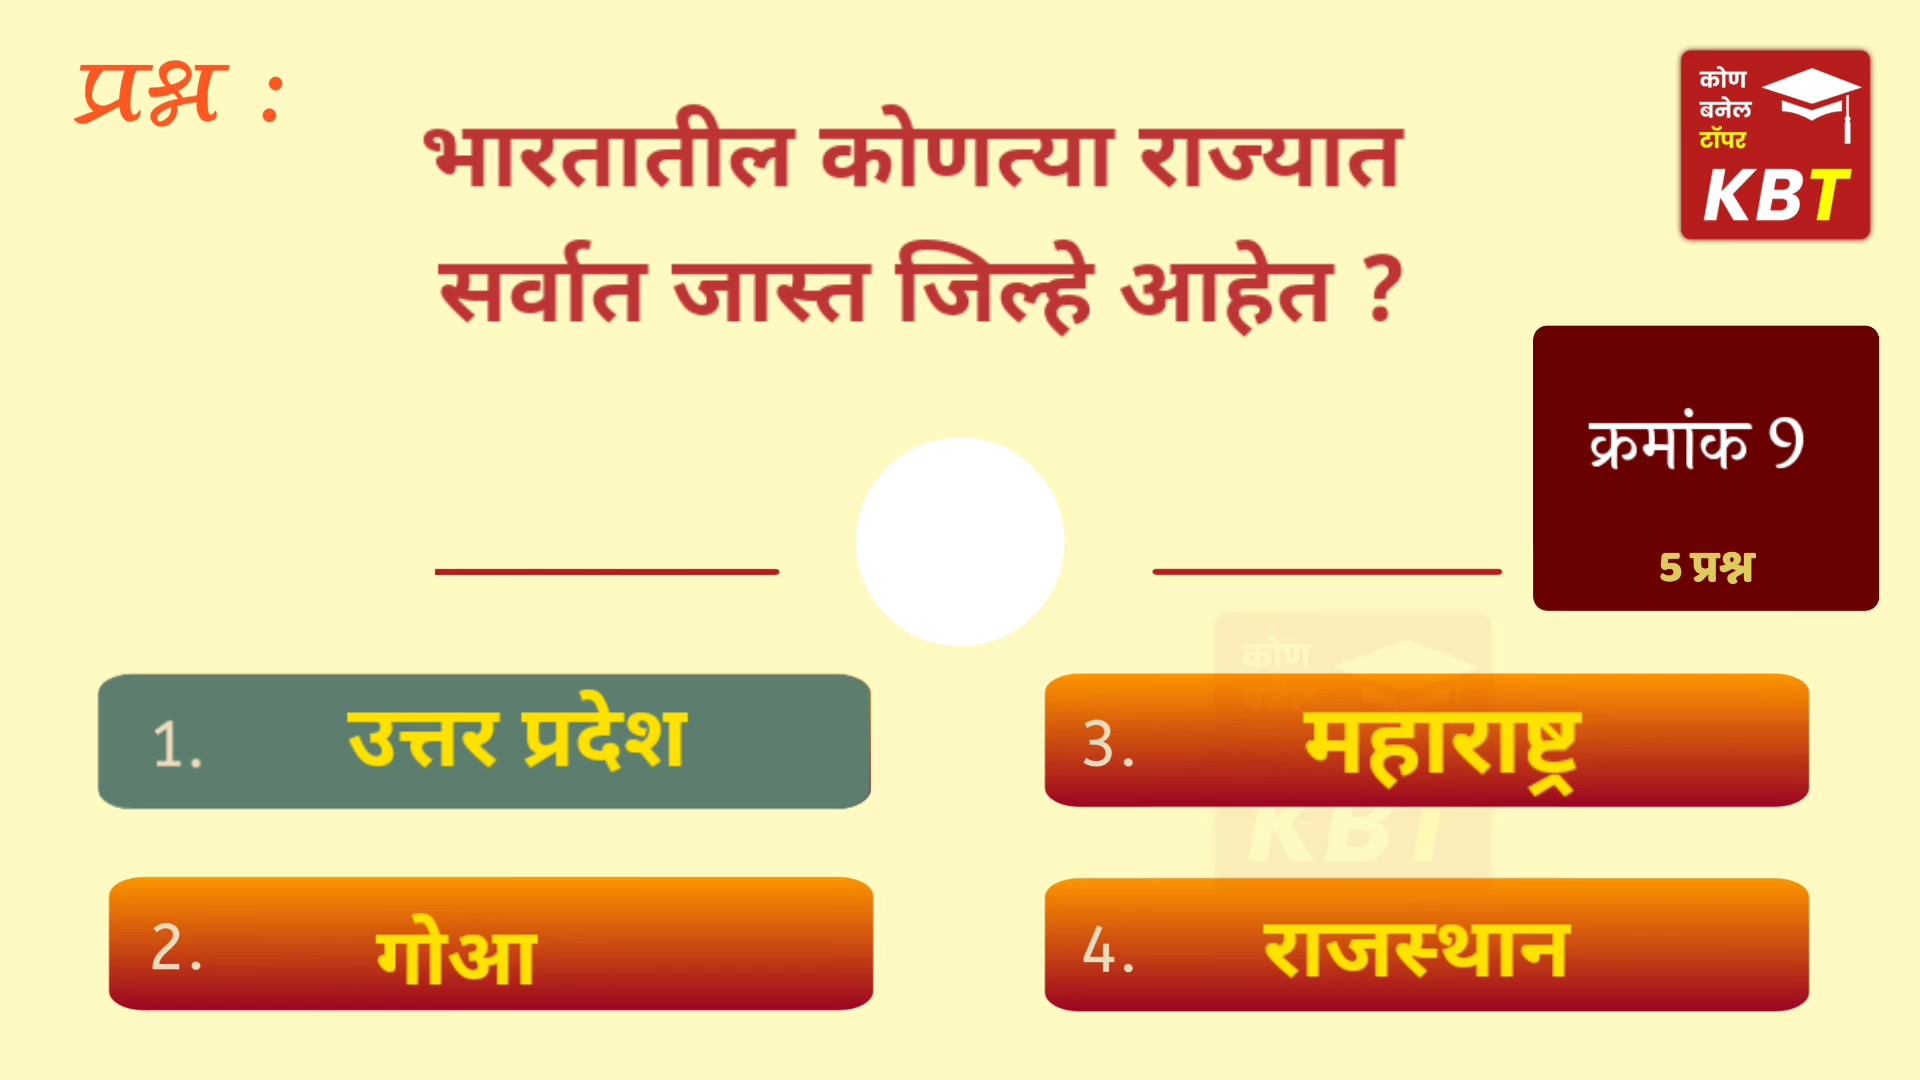 प्रश्न :
भारतातील कोणत्या राज्यात
सर्वात जास्त जिल्हे आहेत ?
कोण
बनेल
टॉपर
KBT
क्रमांक 9
5 प्रश्न
1. उत्तर प्रदेश
3. महाराष्ट्र
2. गोआ
4. राजस्थान
कोण
KBT